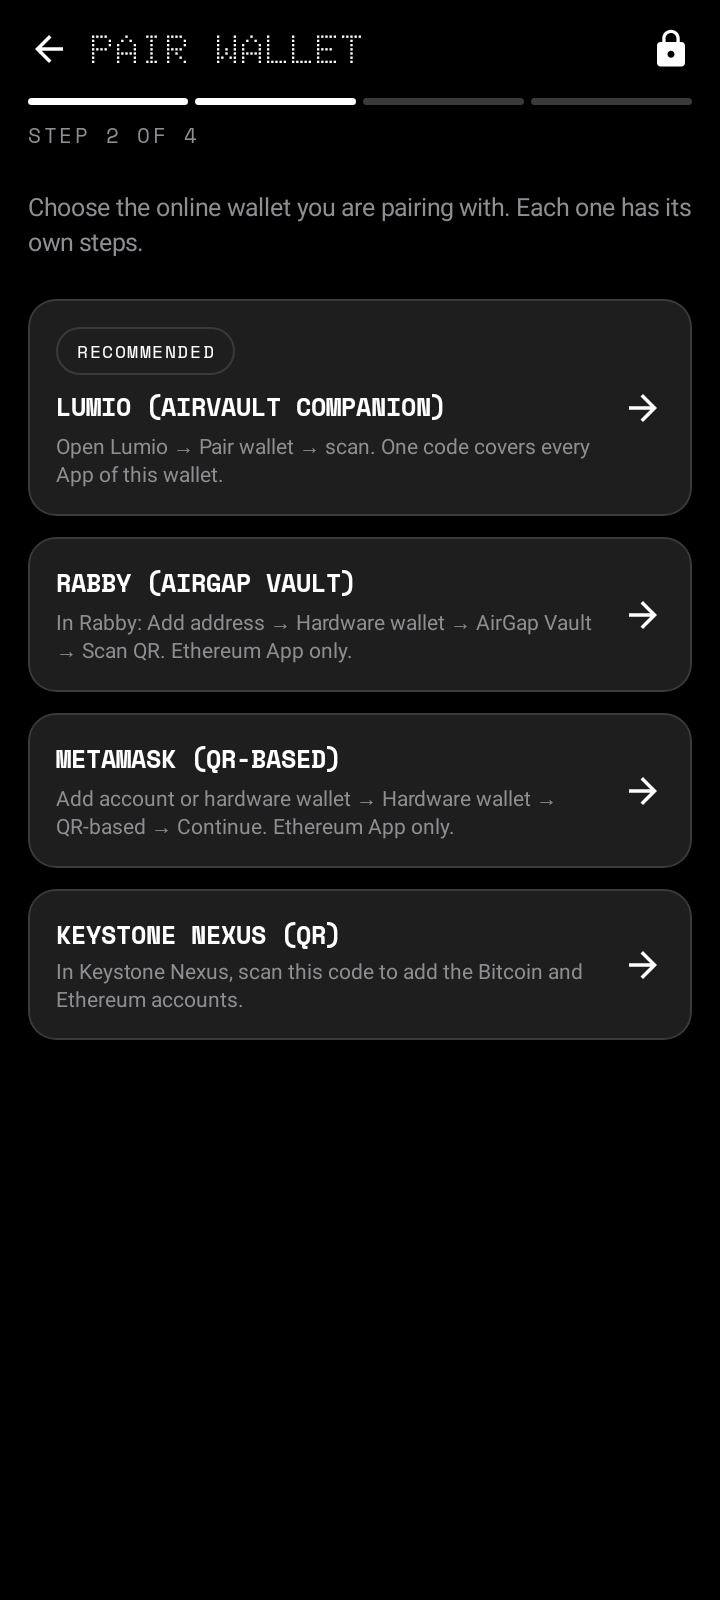 PAIR WALLET
STEP 2 OF 4
Choose the online wallet you are pairing with. Each one has its
own steps.
RECOMMENDED
LUMIO (AIRVAULT COMPANION)
Open Lumio → Pair wallet → scan. One code covers every
App of this wallet.
RABBY (AIRGAP VAULT)
In Rabby: Add address → Hardware wallet → AirGap Vault
→ Scan QR. Ethereum App only.
METAMASK (QR-BASED)
Add account or hardware wallet → Hardware wallet →
QR-based → Continue. Ethereum App only.
KEYSTONE NEXUS (QR)
In Keystone Nexus, scan this code to add the Bitcoin and
Ethereum accounts.